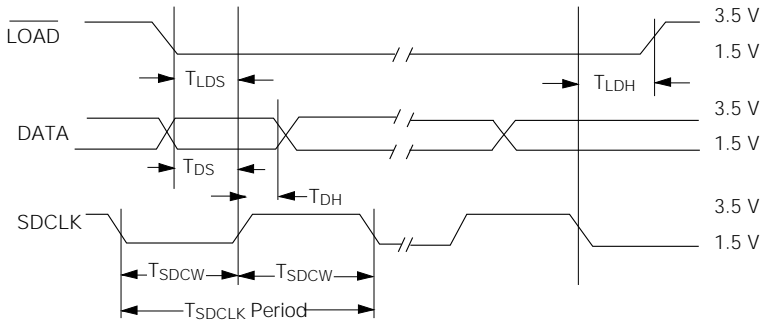 LOAD
3.5 V
1.5 V
TLDS
TLDH
DATA
3.5 V
1.5 V
TDS
TDH
SDCLK
3.5 V
1.5 V
TSDCW
TSDCW
TSDCLK Period